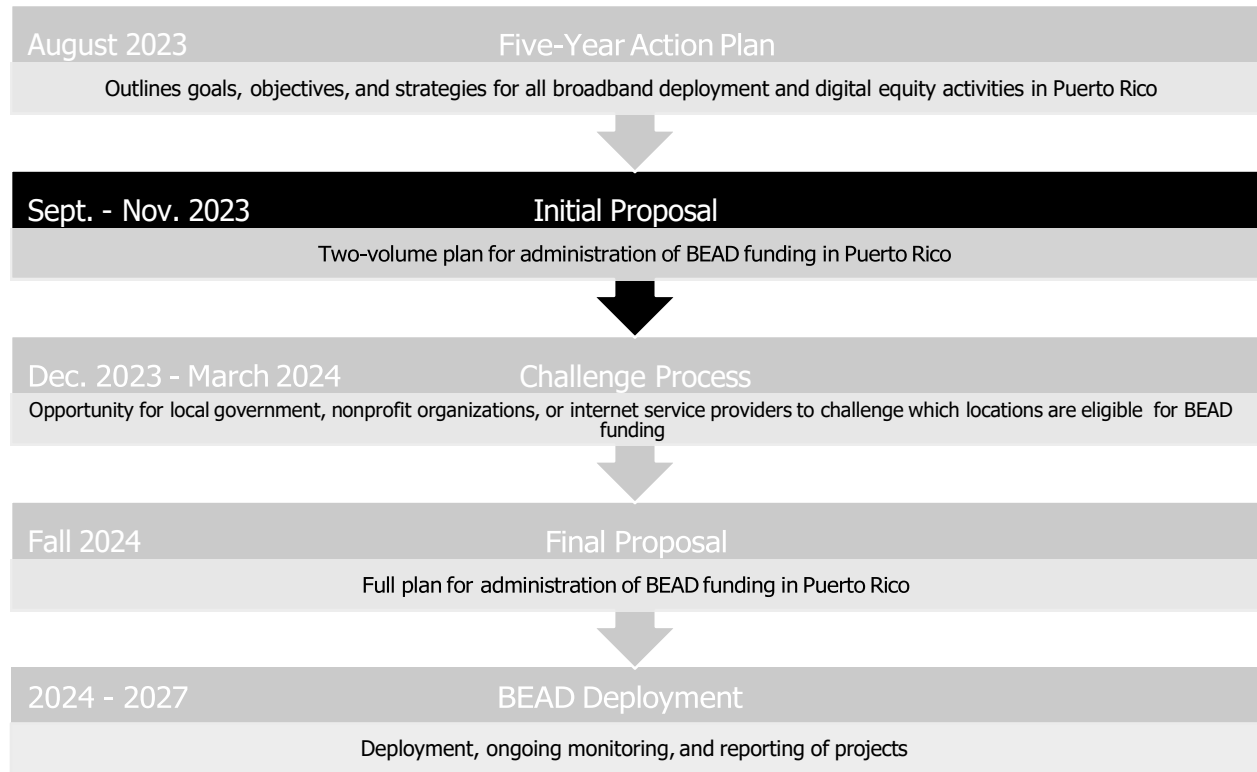 August 2023 Five-Year Action Plan
Outlines goals, objectives, and strategies for all broadband deployment and digital equity activities in Puerto Rico
Sept. - Nov. 2023 Initial Proposal
Two-volume plan for administration of BEAD funding in Puerto Rico
Dec. 2023 - March 2024 Challenge Process
Opportunity for local government, nonprofit organizations, or internet service providers to challenge which locations are eligible for BEAD
funding
Fall 2024 Final Proposal
Full plan for administration of BEAD funding in Puerto Rico
2024 - 2027 BEAD Deployment
Deployment, ongoing monitoring, and reporting of projects